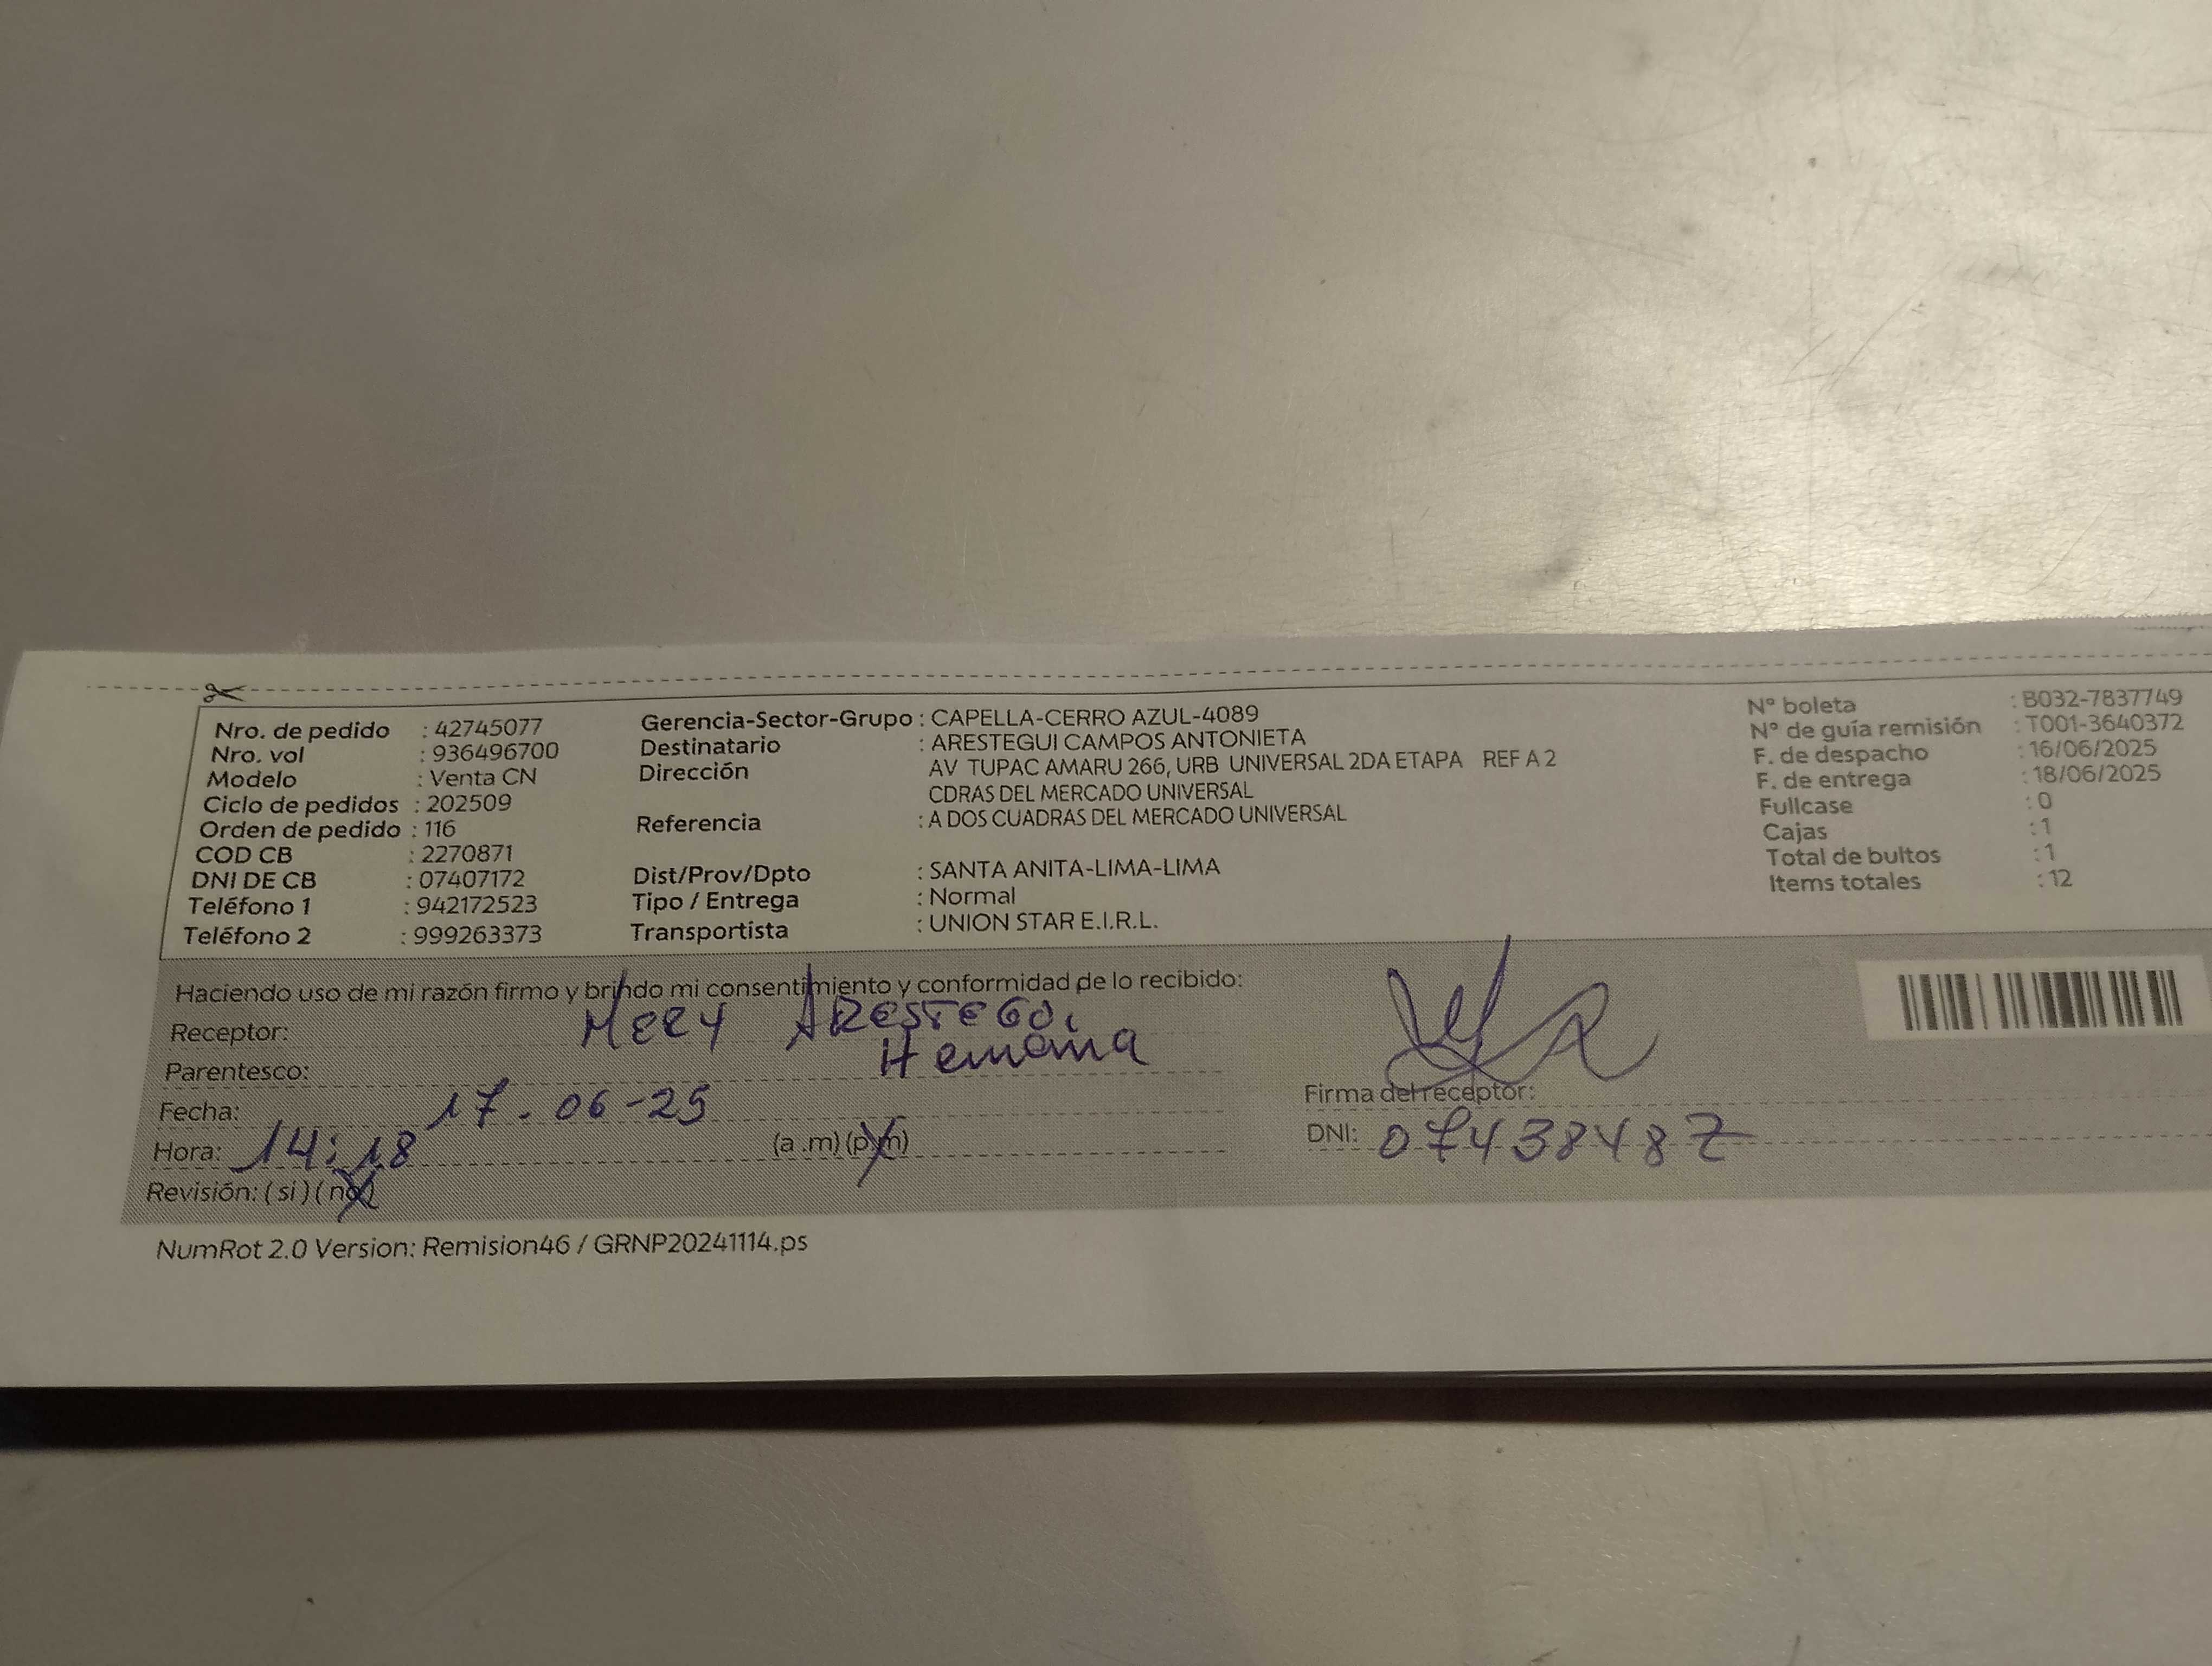 Nro. de pedido : 42745077
Nro. vol : 936496700
Modelo : Venta CN
Ciclo de pedidos : 202509
Orden de pedido : 116
COD CB : 2270871
DNI DE CB : 07407172
Teléfono 1 : 942172523
Teléfono 2 : 999263373
Gerencia-Sector-Grupo : CAPELLA-CERRO AZUL-4089
Destinatario : ARESTEGUI CAMPOS ANTONIETA
Dirección AV TUPAC AMARU 266, URB UNIVERSAL 2DA ETAPA REF A 2
CDRAS DEL MERCADO UNIVERSAL
Referencia : A DOS CUADRAS DEL MERCADO UNIVERSAL
Dist/Prov/Dpto : SANTA ANITA-LIMA-LIMA
Tipo / Entrega : Normal
Transportista : UNION STAR E.I.R.L.
N° boleta : B032-7837749
N° de guía remisión : T001-3640372
F. de despacho : 16/06/2025
F. de entrega : 18/06/2025
Fullcase : 0
Cajas : 1
Total de bultos : 1
Items totales : 12
Haciendo uso de mi razón firmo y brindo mi consentimiento y conformidad de lo recibido:
Receptor: Mery ARESTEGUI
Parentesco: Hemana
Fecha: 17-06-25
Hora: 14:18 (a.m) (p.m)
Revisión: (si) (no)
Firma del receptor:
DNI: 07438487
NumRot 2.0 Version: Remision46 / GRNP20241114.ps